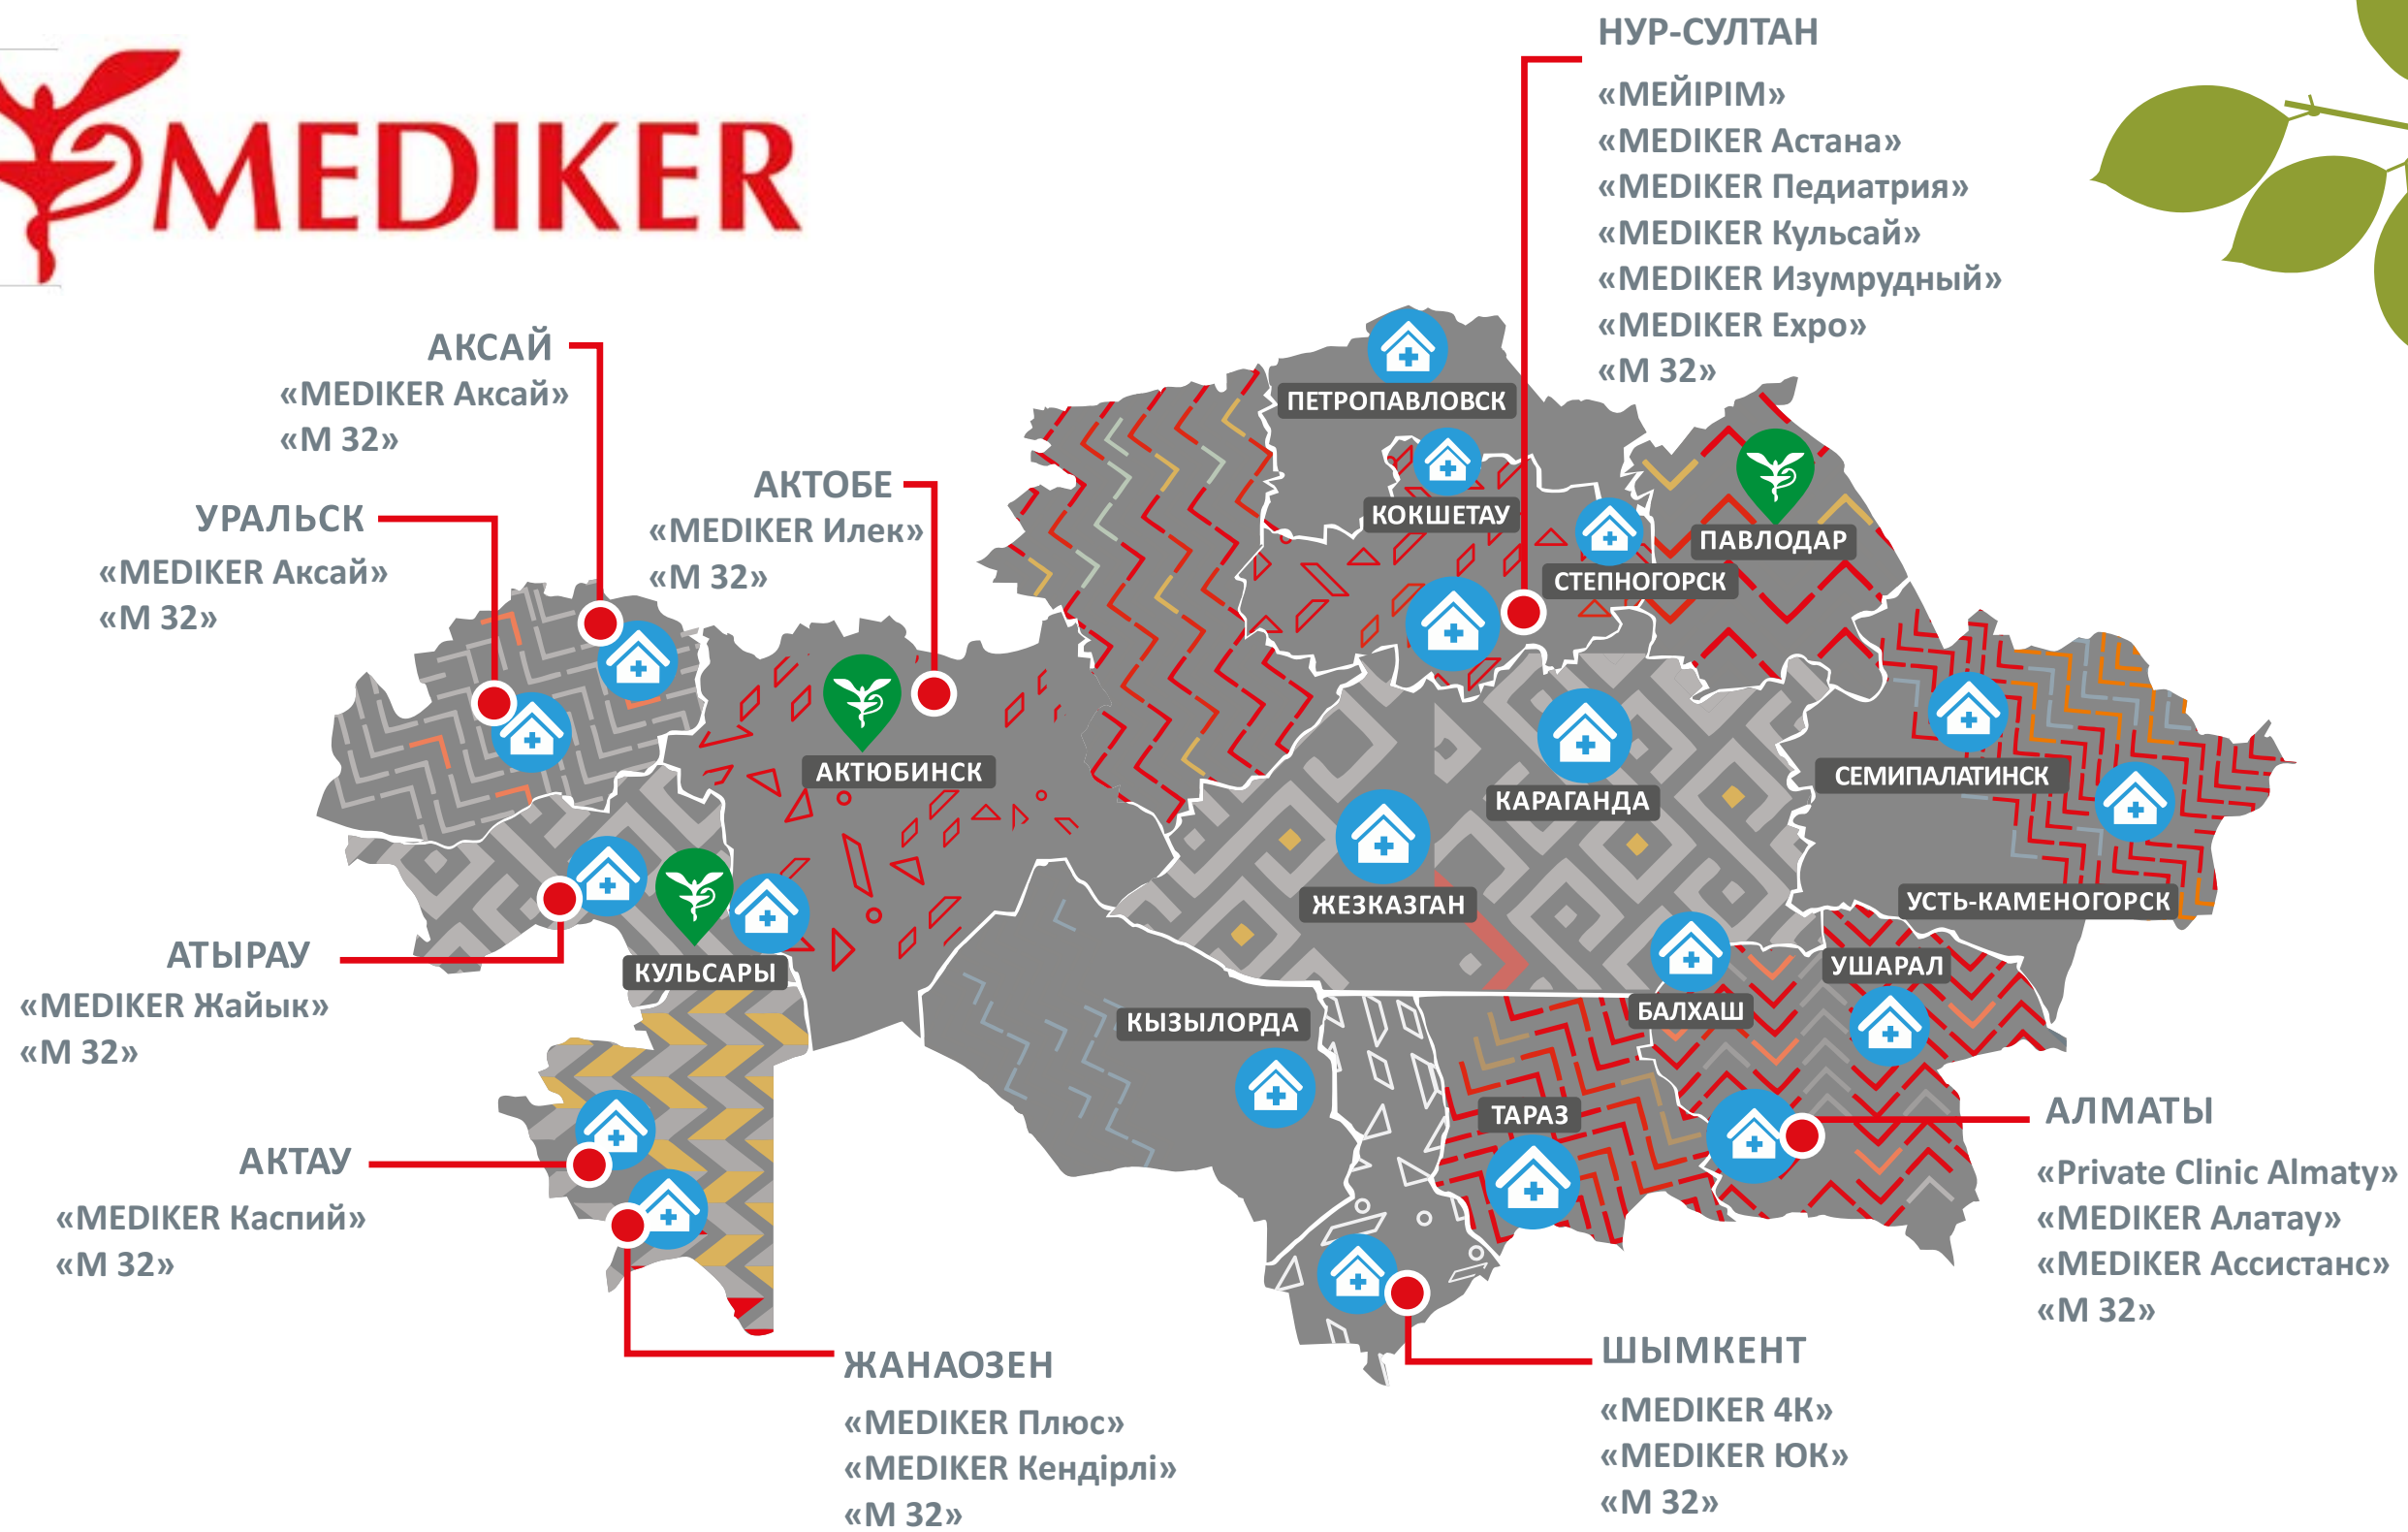 MEDIKER
НУР-СУЛТАН
«МЕЙІРІМ»
«MEDIKER Астана»
«MEDIKER Педиатрия»
«MEDIKER Кульсай»
«MEDIKER Изумрудный»
«MEDIKER Expo»
«М 32»
АКСАЙ
«MEDIKER Аксай»
«М 32»
УРАЛЬСК
«MEDIKER Аксай»
«М 32»
АКТОБЕ
«MEDIKER Илек»
«М 32»
ПЕТРОПАВЛОВСК
КОКШЕТАУ
СТЕПНОГОРСК
ПАВЛОДАР
АКТЮБИНСК
КАРАГАНДА
СЕМИПАЛАТИНСК
ЖЕЗКАЗГАН
УСТЬ-КАМЕНОГОРСК
КУЛЬСАРЫ
УШАРАЛ
БАЛХАШ
КЫЗЫЛОРДА
ТАРАЗ
АТЫРАУ
«MEDIKER Жайык»
«М 32»
АКТАУ
«MEDIKER Каспий»
«М 32»
ЖАНАОЗЕН
«MEDIKER Плюс»
«MEDIKER Кендірлі»
«М 32»
АЛМАТЫ
«Private Clinic Almaty»
«MEDIKER Алатау»
«MEDIKER Ассистанс»
«М 32»
ШЫМКЕНТ
«MEDIKER 4К»
«MEDIKER ЮК»
«М 32»